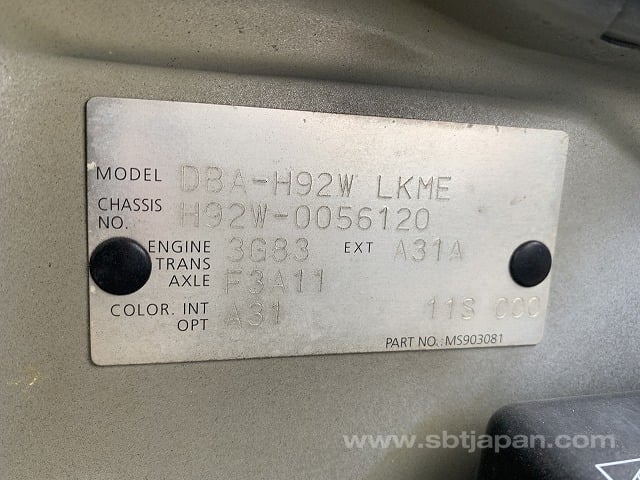 MODEL DBA-H92W LKME
CHASSIS NO. H92W-0056120
ENGINE 3G83 EXT A31A
TRANS AXLE F3A11
COLOR. INT A31
OPT 11S 000
PART NO.: MS903081
www.sbtjapan.com